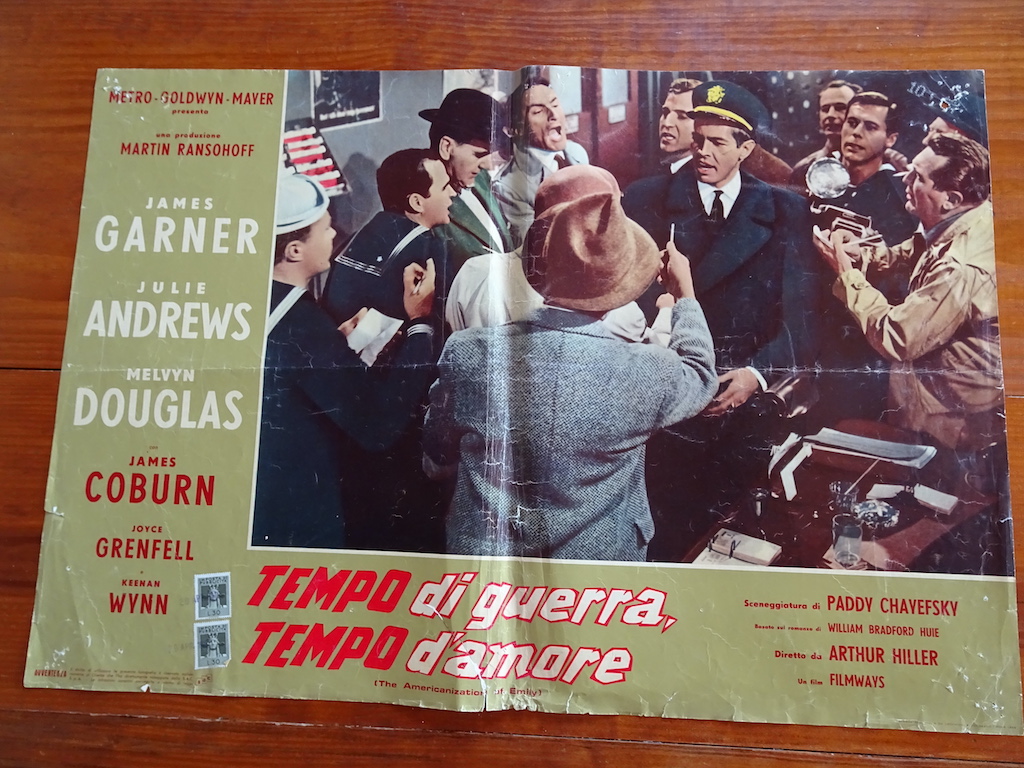 METRO-GOLDWYN-MAYER
presenta
una produzione
MARTIN RANSOHOFF
JAMES
GARNER
JULIE
ANDREWS
MELVYN
DOUGLAS
con
JAMES
COBURN
JOYCE
GRENFELL
e
KEENAN
WYNN
L.50
L.50
TEMPO di guerra,
TEMPO d'amore
(The Americanization of Emily)
Sceneggiatura di PADDY CHAYEFSKY
Basato sul romanzo di WILLIAM BRADFORD HUIE
Diretto da ARTHUR HILLER
Un film FILMWAYS